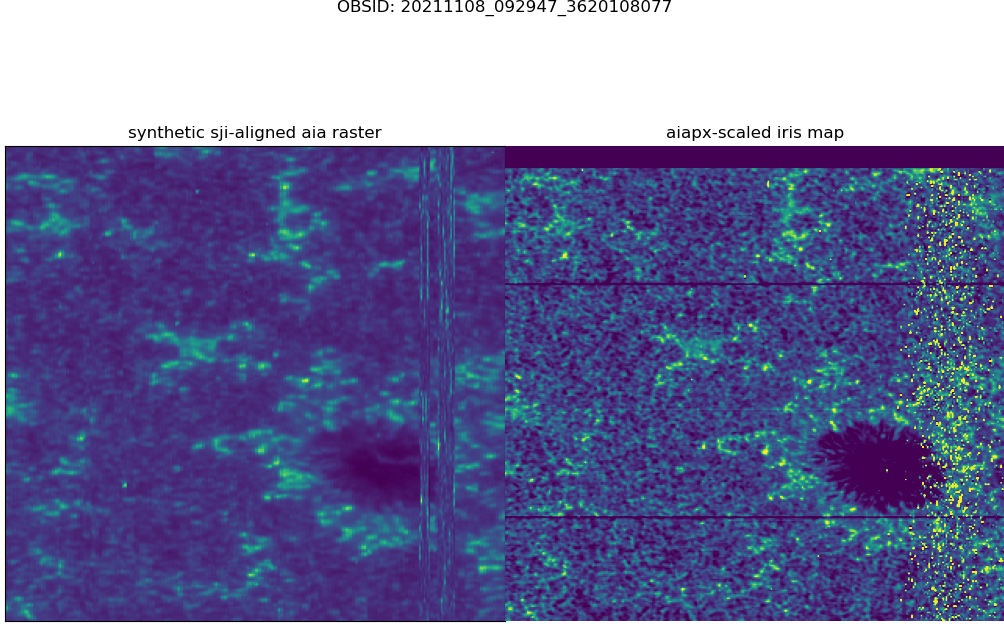 OBSID: 20211108_092947_3620108077
synthetic sji-aligned aia raster
aiapx-scaled iris map